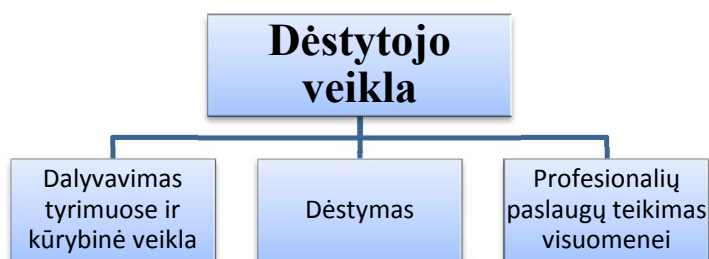 Dėstytojo
veikla
Dalyvavimas
tyrimuose ir
kūrybinė veikla
Dėstymas
Profesionalių
paslaugų teikimas
visuomenei